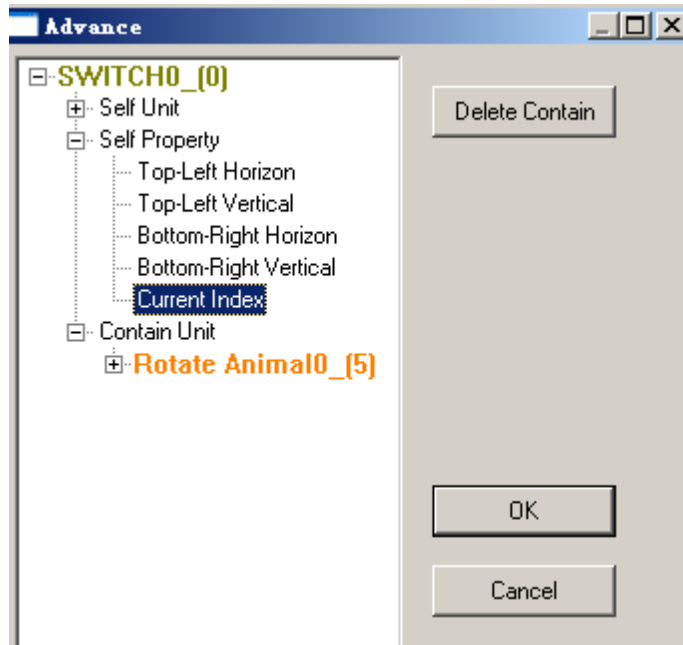 Advance
SWITCH0_(0)
Self Unit
Delete Contain
Self Property
Top-Left Horizon
Top-Left Vertical
Bottom-Right Horizon
Bottom-Right Vertical
Current Index
Contain Unit
Rotate Animal0_(5)
OK
Cancel